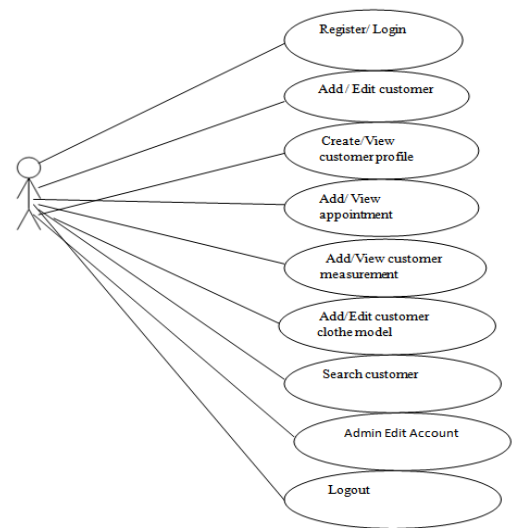 Register/ Login
Add / Edit customer
Create/View
customer profile
Add/ View
appointment
Add/View customer
measurement
Add/Edit customer
clothe model
Search customer
Admin Edit Account
Logout